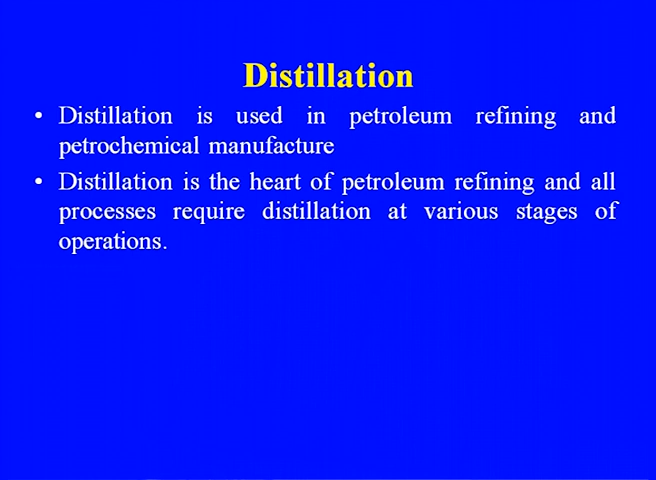 Distillation
• Distillation is used in petroleum refining and
petrochemical manufacture
• Distillation is the heart of petroleum refining and all
processes require distillation at various stages of
operations.